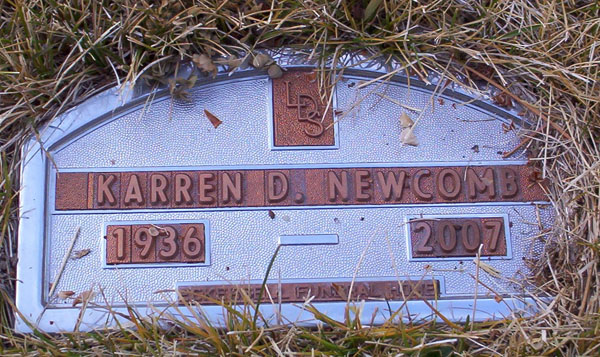 LDS
KARREN D. NEWCOMB
1936 2007